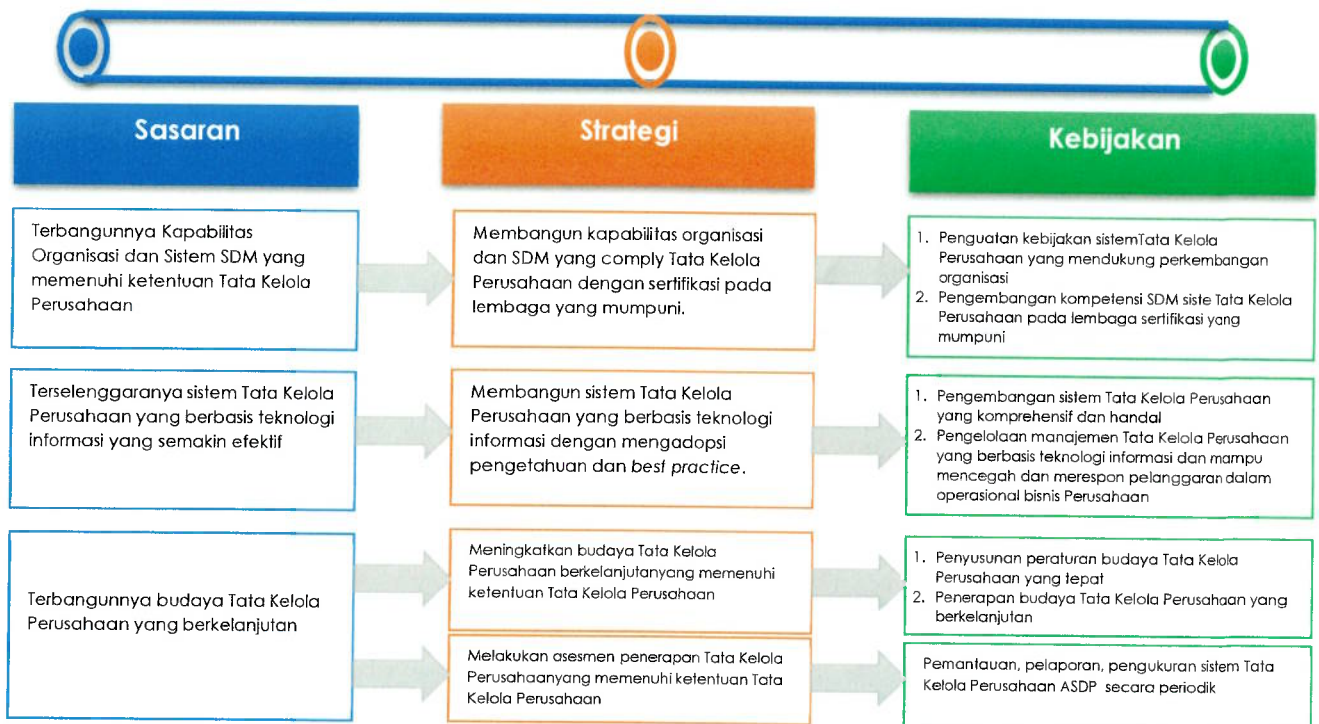 Sasaran
Strategi
Kebijakan
Terbangunnya Kapabilitas
Organisasi dan Sistem SDM yang
memenuhi ketentuan Tata Kelola
Perusahaan
Membangun kapabilitas organisasi
dan SDM yang comply Tata Kelola
Perusahaan dengan sertifikasi pada
lembaga yang mumpuni.
1. Penguatan kebijakan sistemTata Kelola
Perusahaan yang mendukung perkembangan
organisasi
2. Pengembangan kompetensi SDM siste Tata Kelola
Perusahaan pada lembaga sertifikasi yang
mumpuni
Terselenggaranya sistem Tata Kelola
Perusahaan yang berbasis teknologi
informasi yang semakin efektif
Membangun sistem Tata Kelola
Perusahaan yang berbasis teknologi
informasi dengan mengadopsi
pengetahuan dan best practice.
1. Pengembangan sistem Tata Kelola Perusahaan
yang komprehensif dan handal
2. Pengelolaan manajemen Tata Kelola Perusahaan
yang berbasis teknologi informasi dan mampu
mencegah dan merespon pelanggaran dalam
operasional bisnis Perusahaan
Terbangunnya budaya Tata Kelola
Perusahaan yang berkelanjutan
Meningkatkan budaya Tata Kelola
Perusahaan berkelanjutanyang memenuhi
ketentuan Tata Kelola Perusahaan
1. Penyusunan peraturan budaya Tata Kelola
Perusahaan yang tepat
2. Penerapan budaya Tata Kelola Perusahaan yang
berkelanjutan
Melakukan asesmen penerapan Tata Kelola
Perusahaanyang memenuhi ketentuan Tata
Kelola Perusahaan
Pemantauan, pelaporan, pengukuran sistem Tata
Kelola Perusahaan ASDP secara periodik